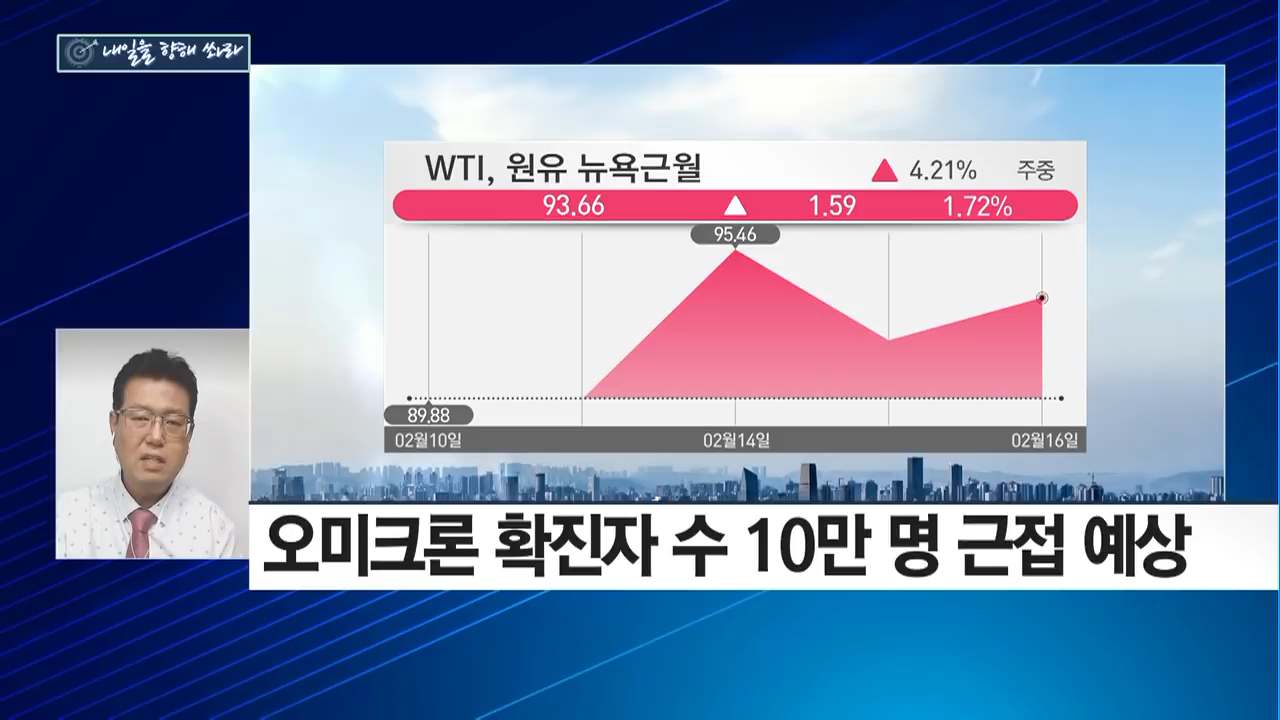 내일을 향해 쏴라
WTI, 원유 뉴욕근월 ▲ 4.21% 주중
93.66 △ 1.59 1.72%
95.46
89.88
02월10일 02월14일 02월16일
오미크론 확진자 수 10만 명 근접 예상